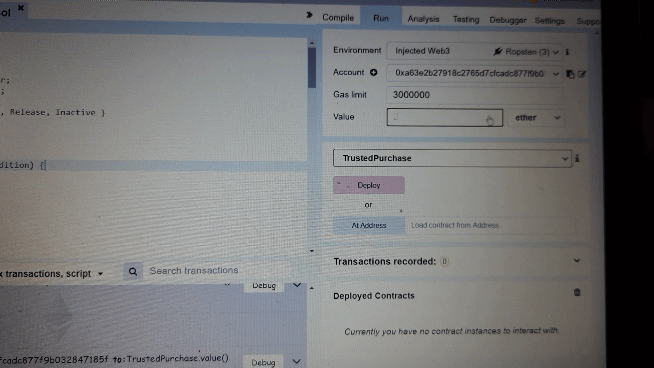 ol ✖
» Compile Run Analysis Testing Debugger Settings Suppo
r;
;
, Release, Inactive }
dition) {
Environment Injected Web3 Ropsten (3) i
Account
Gas limit 3000000
Value ether
TrustedPurchase i
Deploy
or
At Address Load contract from Address
Transactions recorded: 0
x transactions, script Search transactions
Debug
Deployed Contracts
Currently you have no contract instances to interact with.
fcadc877f9b032847185f to:TrustedPurchase.value()
Debug